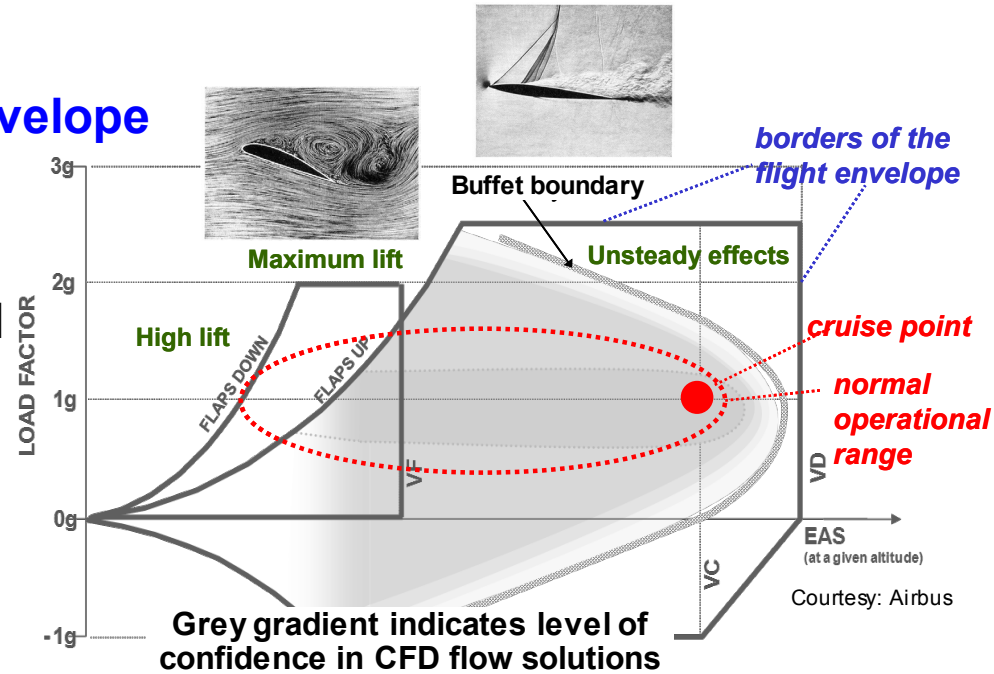 velope
3g
Buffet boundary
borders of the
flight envelope
Maximum lift
Unsteady effects
2g
High lift
cruise point
LOAD FACTOR
FLAPS DOWN
FLAPS UP
1g
normal
operational
range
VF
VD
0g
EAS
(at a given altitude)
VC
Courtesy: Airbus
-1g
Grey gradient indicates level of
confidence in CFD flow solutions